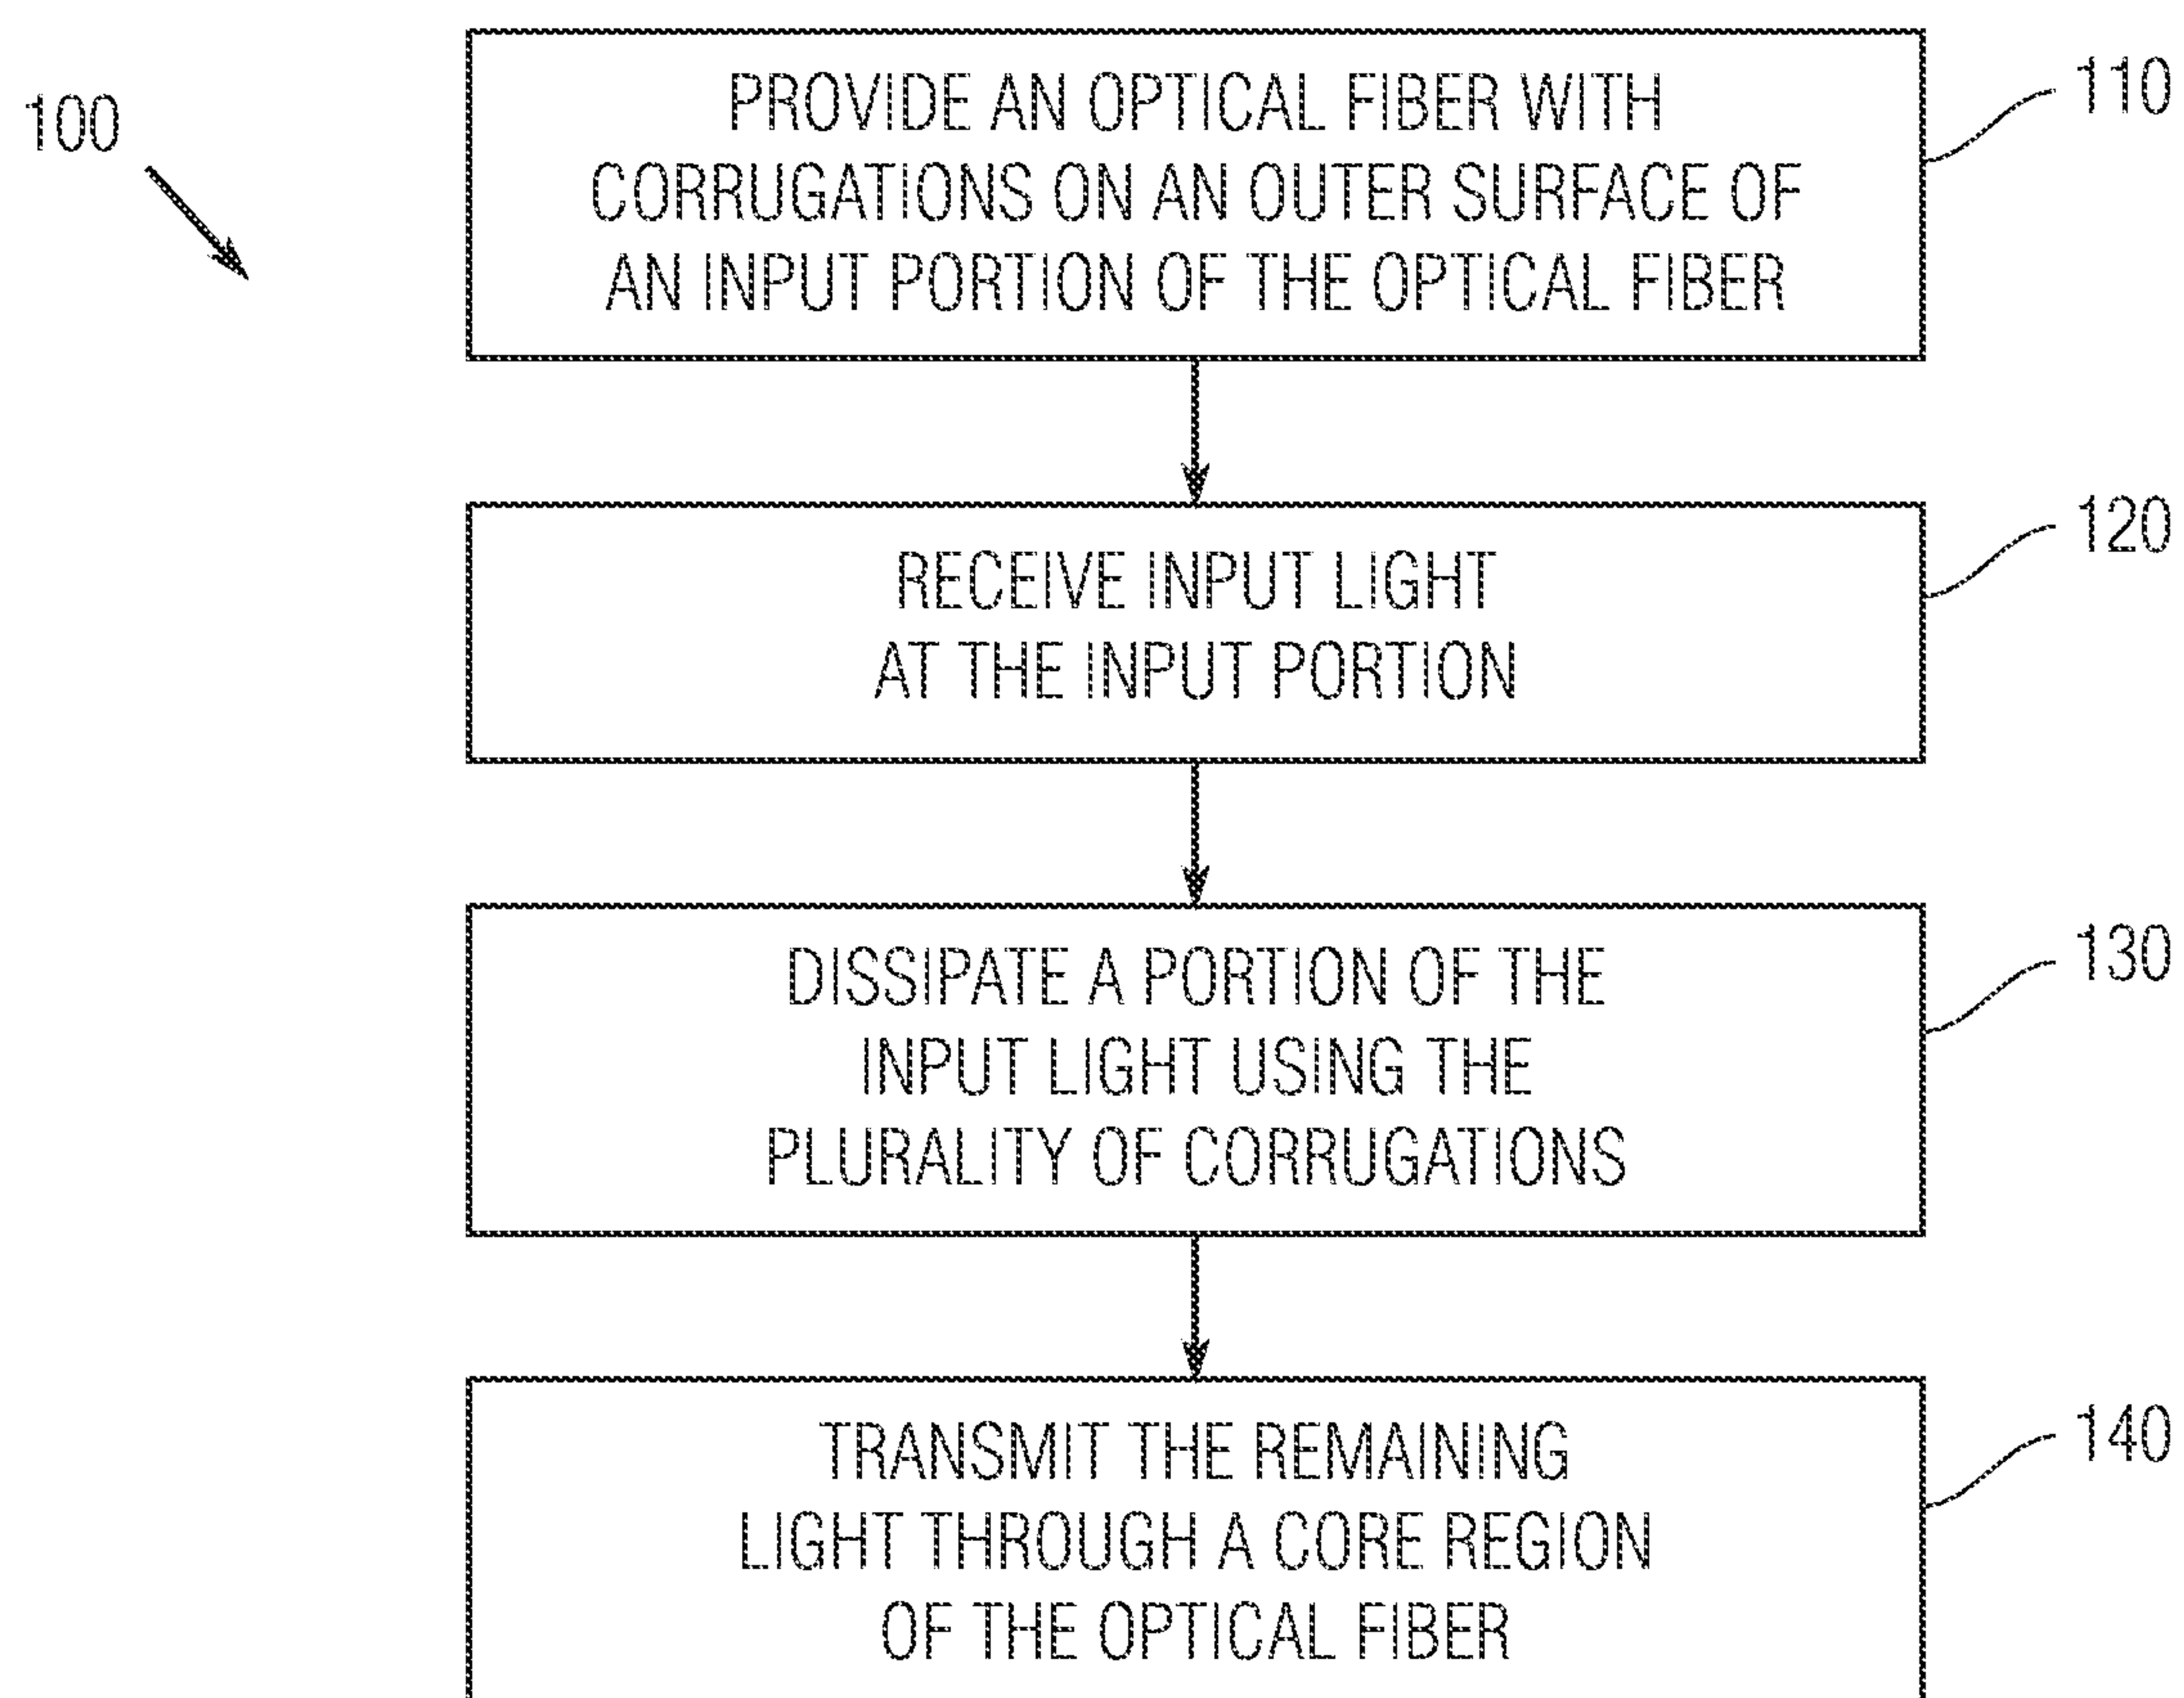 100
PROVIDE AN OPTICAL FIBER WITH
CORRUGATIONS ON AN OUTER SURFACE OF
AN INPUT PORTION OF THE OPTICAL FIBER
110
RECEIVE INPUT LIGHT
AT THE INPUT PORTION
120
DISSIPATE A PORTION OF THE
INPUT LIGHT USING THE
PLURALITY OF CORRUGATIONS
130
TRANSMIT THE REMAINING
LIGHT THROUGH A CORE REGION
OF THE OPTICAL FIBER
140